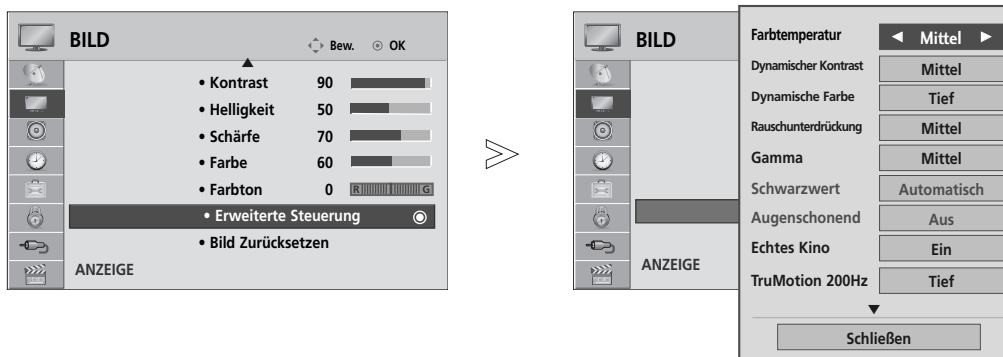 BILD
Bew. OK
• Kontrast 90
• Helligkeit 50
• Schärfe 70
• Farbe 60
• Farbton 0 R G
• Erweiterte Steuerung
• Bild Zurücksetzen
ANZEIGE
BILD
ANZEIGE
Farbtemperatur Mittel
Dynamischer Kontrast Mittel
Dynamische Farbe Tief
Rauschunterdrückung Mittel
Gamma Mittel
Schwarzwert Automatisch
Augenschonend Aus
Echtes Kino Ein
TruMotion 200Hz Tief
Schließen